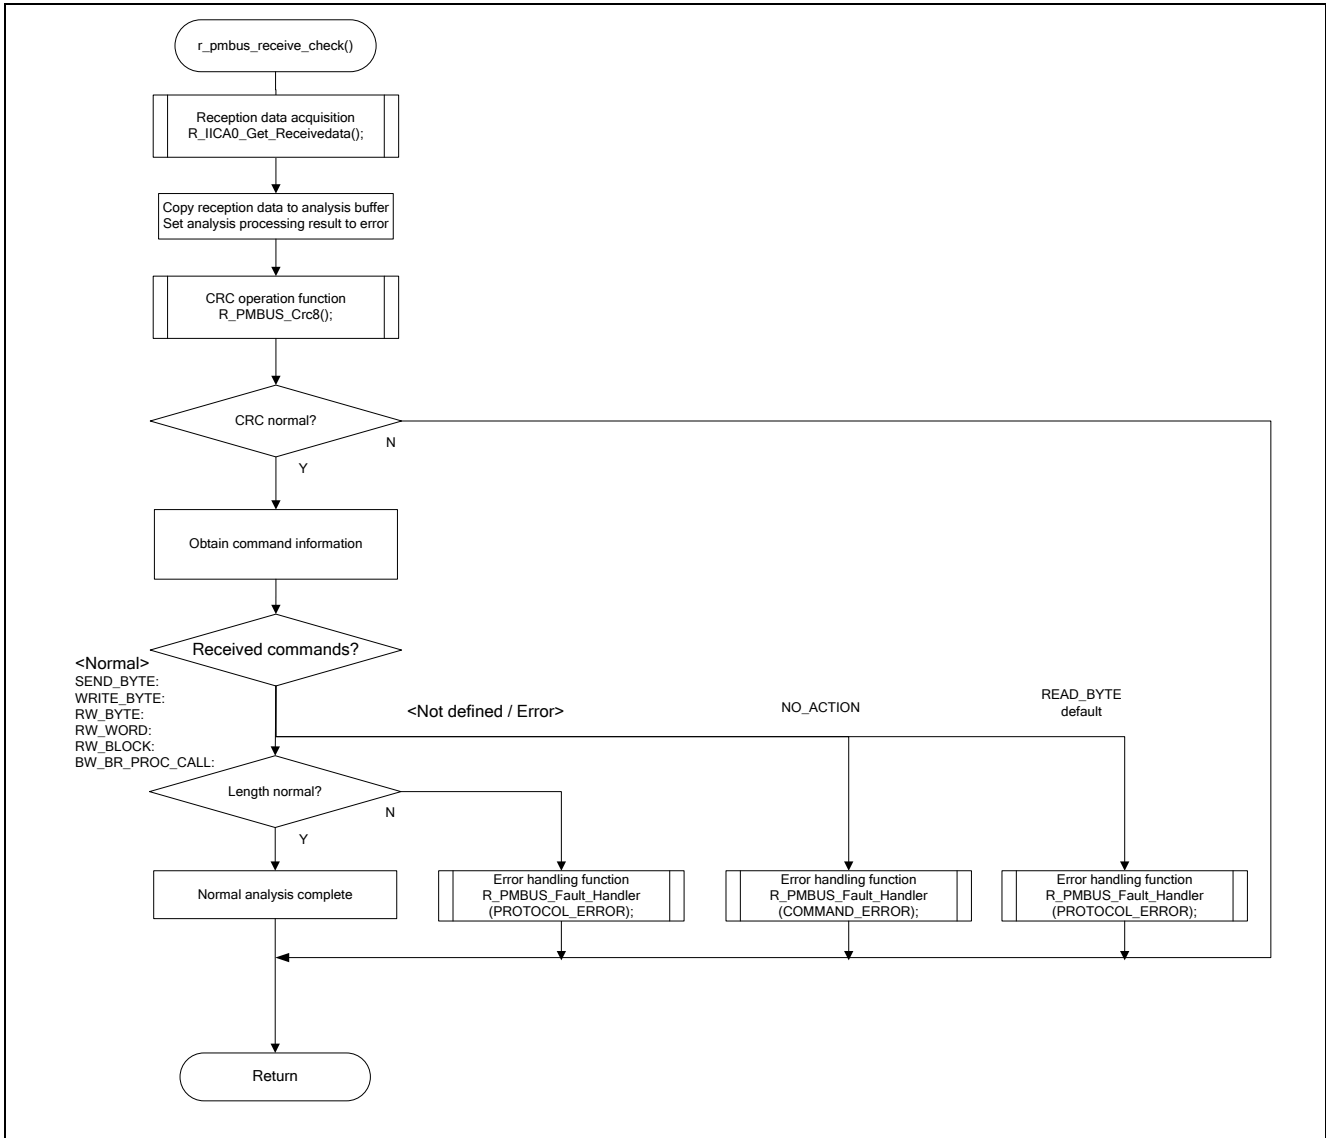 r_pmbus_receive_check()
Reception data acquisition
R_IICA0_Get_Receivedata();
Copy reception data to analysis buffer
Set analysis processing result to error
CRC operation function
R_PMBUS_Crc8();
CRC normal?
N
Y
Obtain command information
Received commands?
<Normal>
SEND_BYTE:
WRITE_BYTE:
RW_BYTE:
RW_WORD:
RW_BLOCK:
BW_BR_PROC_CALL:
<Not defined / Error>
NO_ACTION
READ_BYTE
default
Length normal?
N
Y
Normal analysis complete
Error handling function
R_PMBUS_Fault_Handler
(PROTOCOL_ERROR);
Error handling function
R_PMBUS_Fault_Handler
(COMMAND_ERROR);
Error handling function
R_PMBUS_Fault_Handler
(PROTOCOL_ERROR);
Return